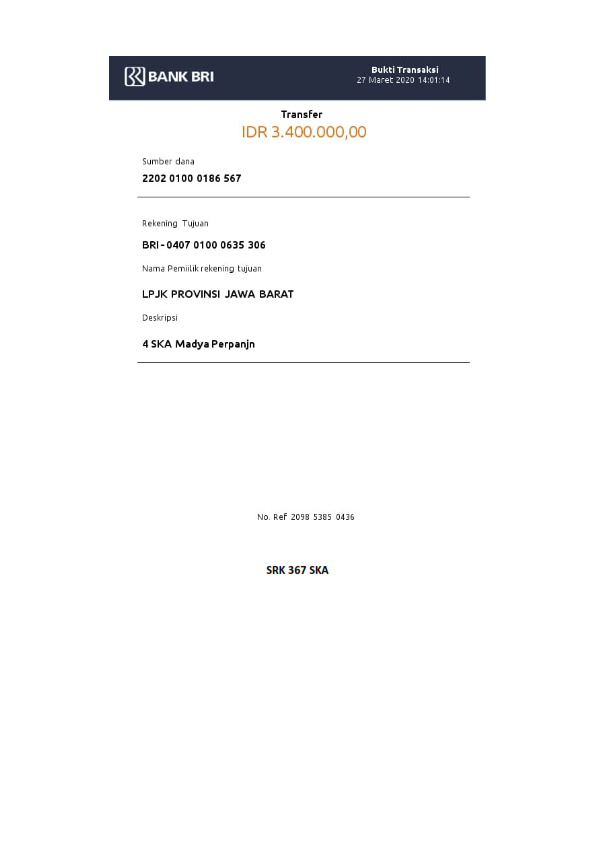 BANK BRI
Bukti Transaksi
27 Maret 2020 14:01:14
Transfer
IDR 3.400.000,00
Sumber dana
2202 0100 0186 567
Rekening Tujuan
BRI - 0407 0100 0635 306
Nama Pemiilik rekening tujuan
LPJK PROVINSI JAWA BARAT
Deskripsi
4 SKA Madya Perpanjn
No. Ref 2098 5385 0436
SRK 367 SKA